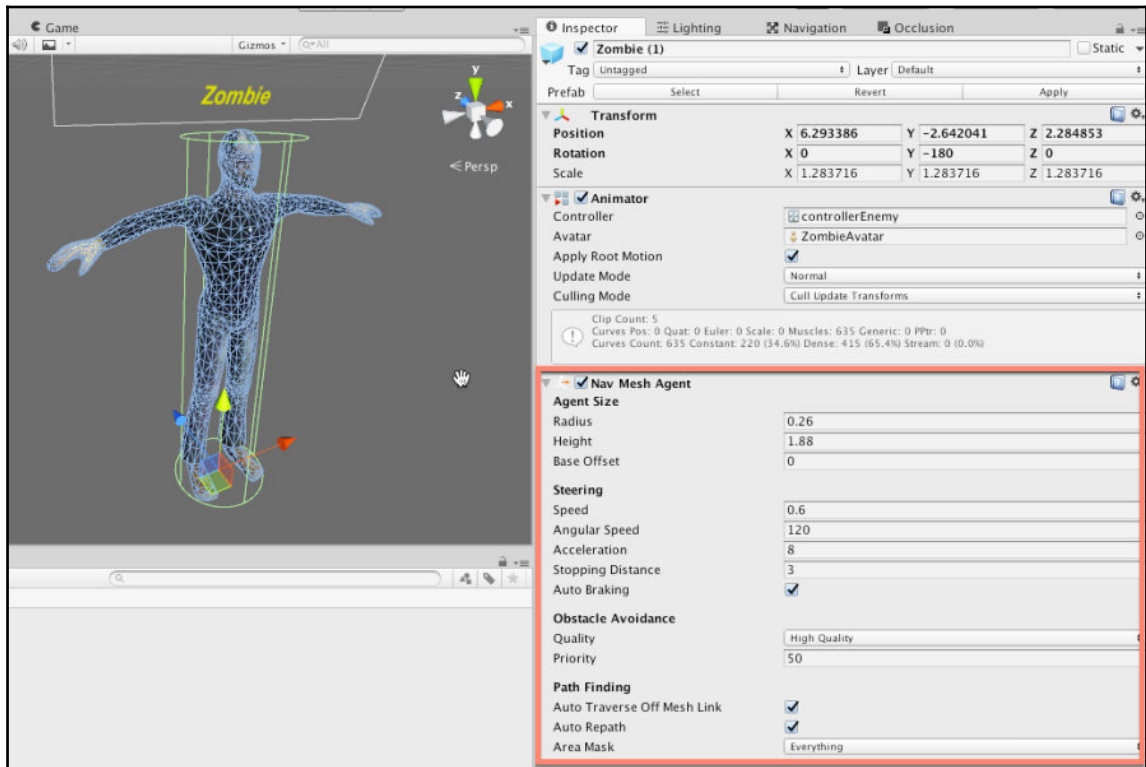 Game
Gizmos
All
Zombie
y
z
x
Persp
Inspector Lighting Navigation Occlusion
Zombie (1) Static
Tag Untagged Layer Default
Prefab Select Revert Apply
Transform
Position X 6.293386 Y -2.642041 Z 2.284853
Rotation X 0 Y -180 Z 0
Scale X 1.283716 Y 1.283716 Z 1.283716
Animator
Controller controllerEnemy
Avatar ZombieAvatar
Apply Root Motion
Update Mode Normal
Culling Mode Cull Update Transforms
Clip Count: 5
Curves Pos: 0 Quat: 0 Euler: 0 Scale: 0 Muscles: 635 Generic: 0 PPtr: 0
Curves Count: 635 Constant: 220 (34.6%) Dense: 415 (65.4%) Stream: 0 (0.0%)
Nav Mesh Agent
Agent Size
Radius 0.26
Height 1.88
Base Offset 0
Steering
Speed 0.6
Angular Speed 120
Acceleration 8
Stopping Distance 3
Auto Braking
Obstacle Avoidance
Quality High Quality
Priority 50
Path Finding
Auto Traverse Off Mesh Link
Auto Repath
Area Mask Everything